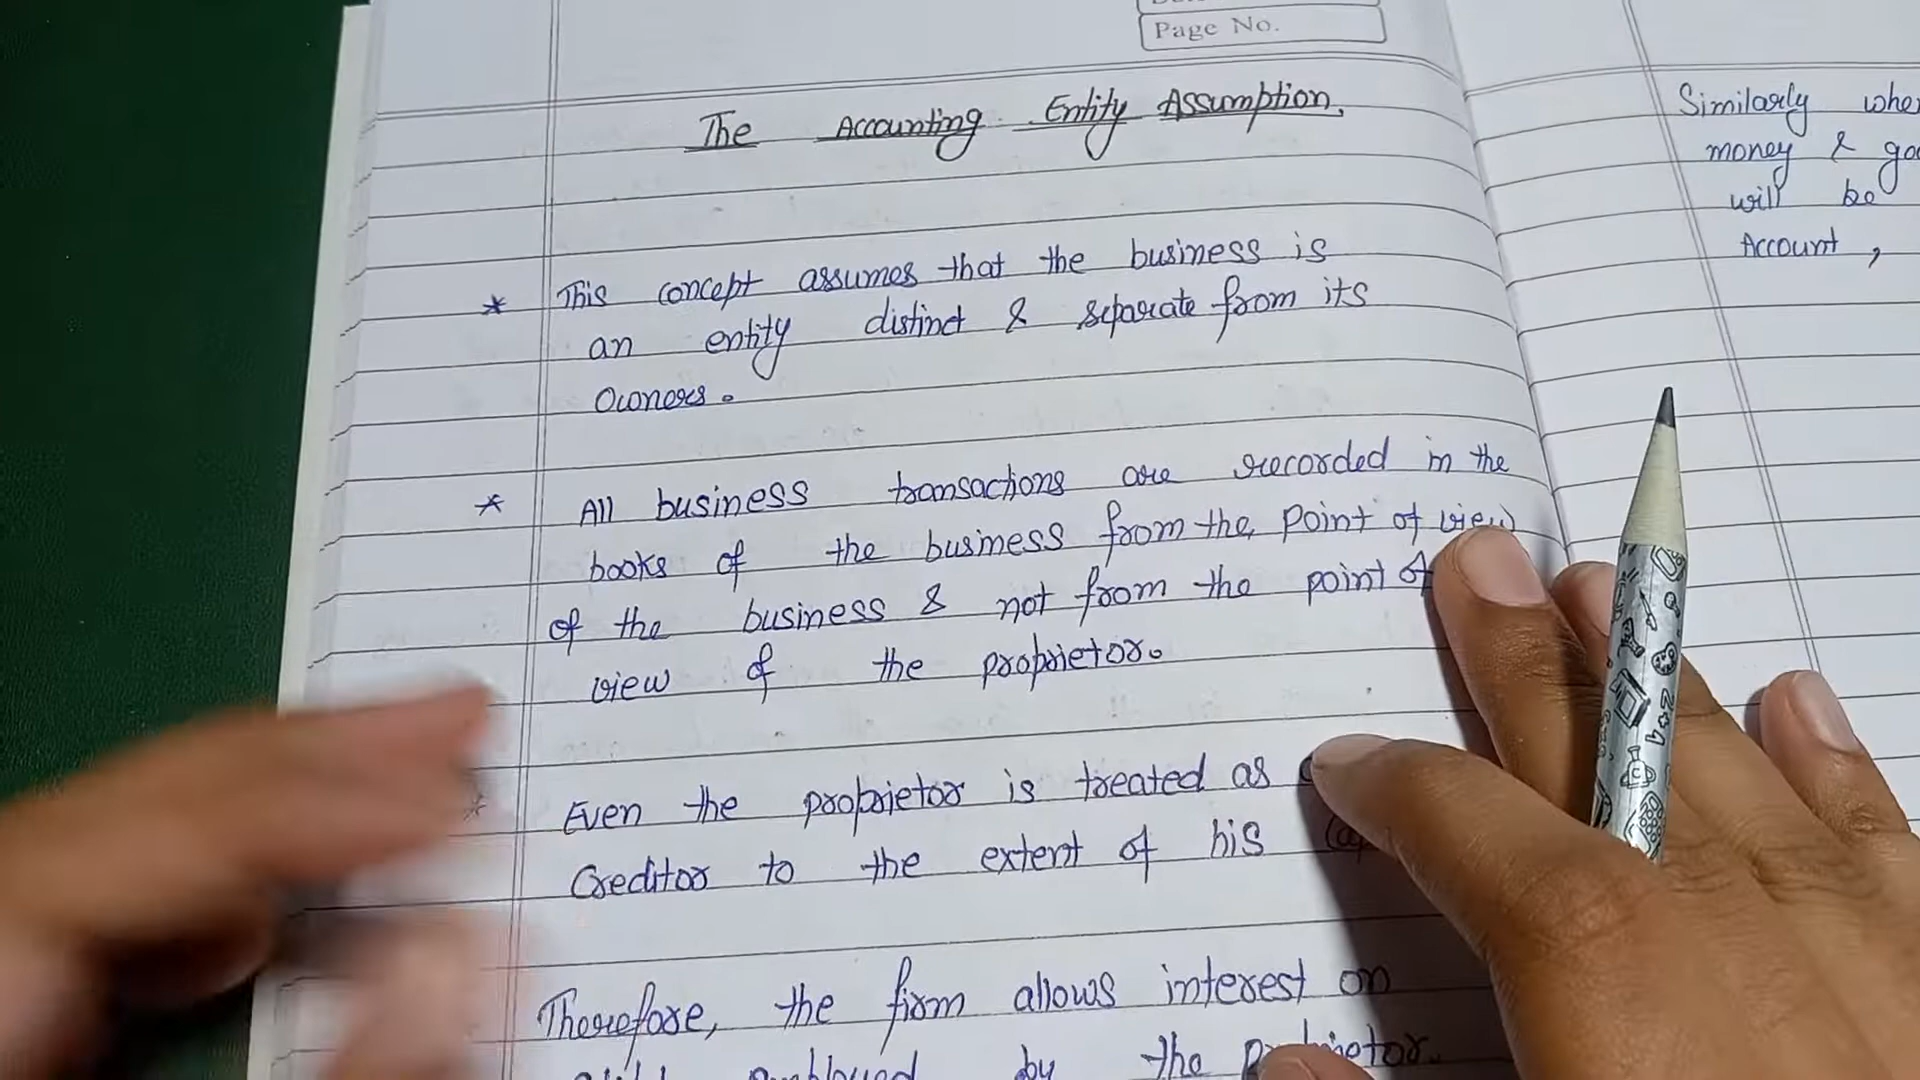 Page No.
The Accounting Entity Assumption.
* This concept assumes that the business is
an entity distinct & separate from its
Owners.
* All business transactions are recorded in the
books of the business from the point of view
of the business & not from the point of
view of the proprietor.
* Even the proprietor is treated as
Creditor to the extent of his
Therefore, the firm allows interest on
by the proprietor.
Similarly
money &
will be
Account,